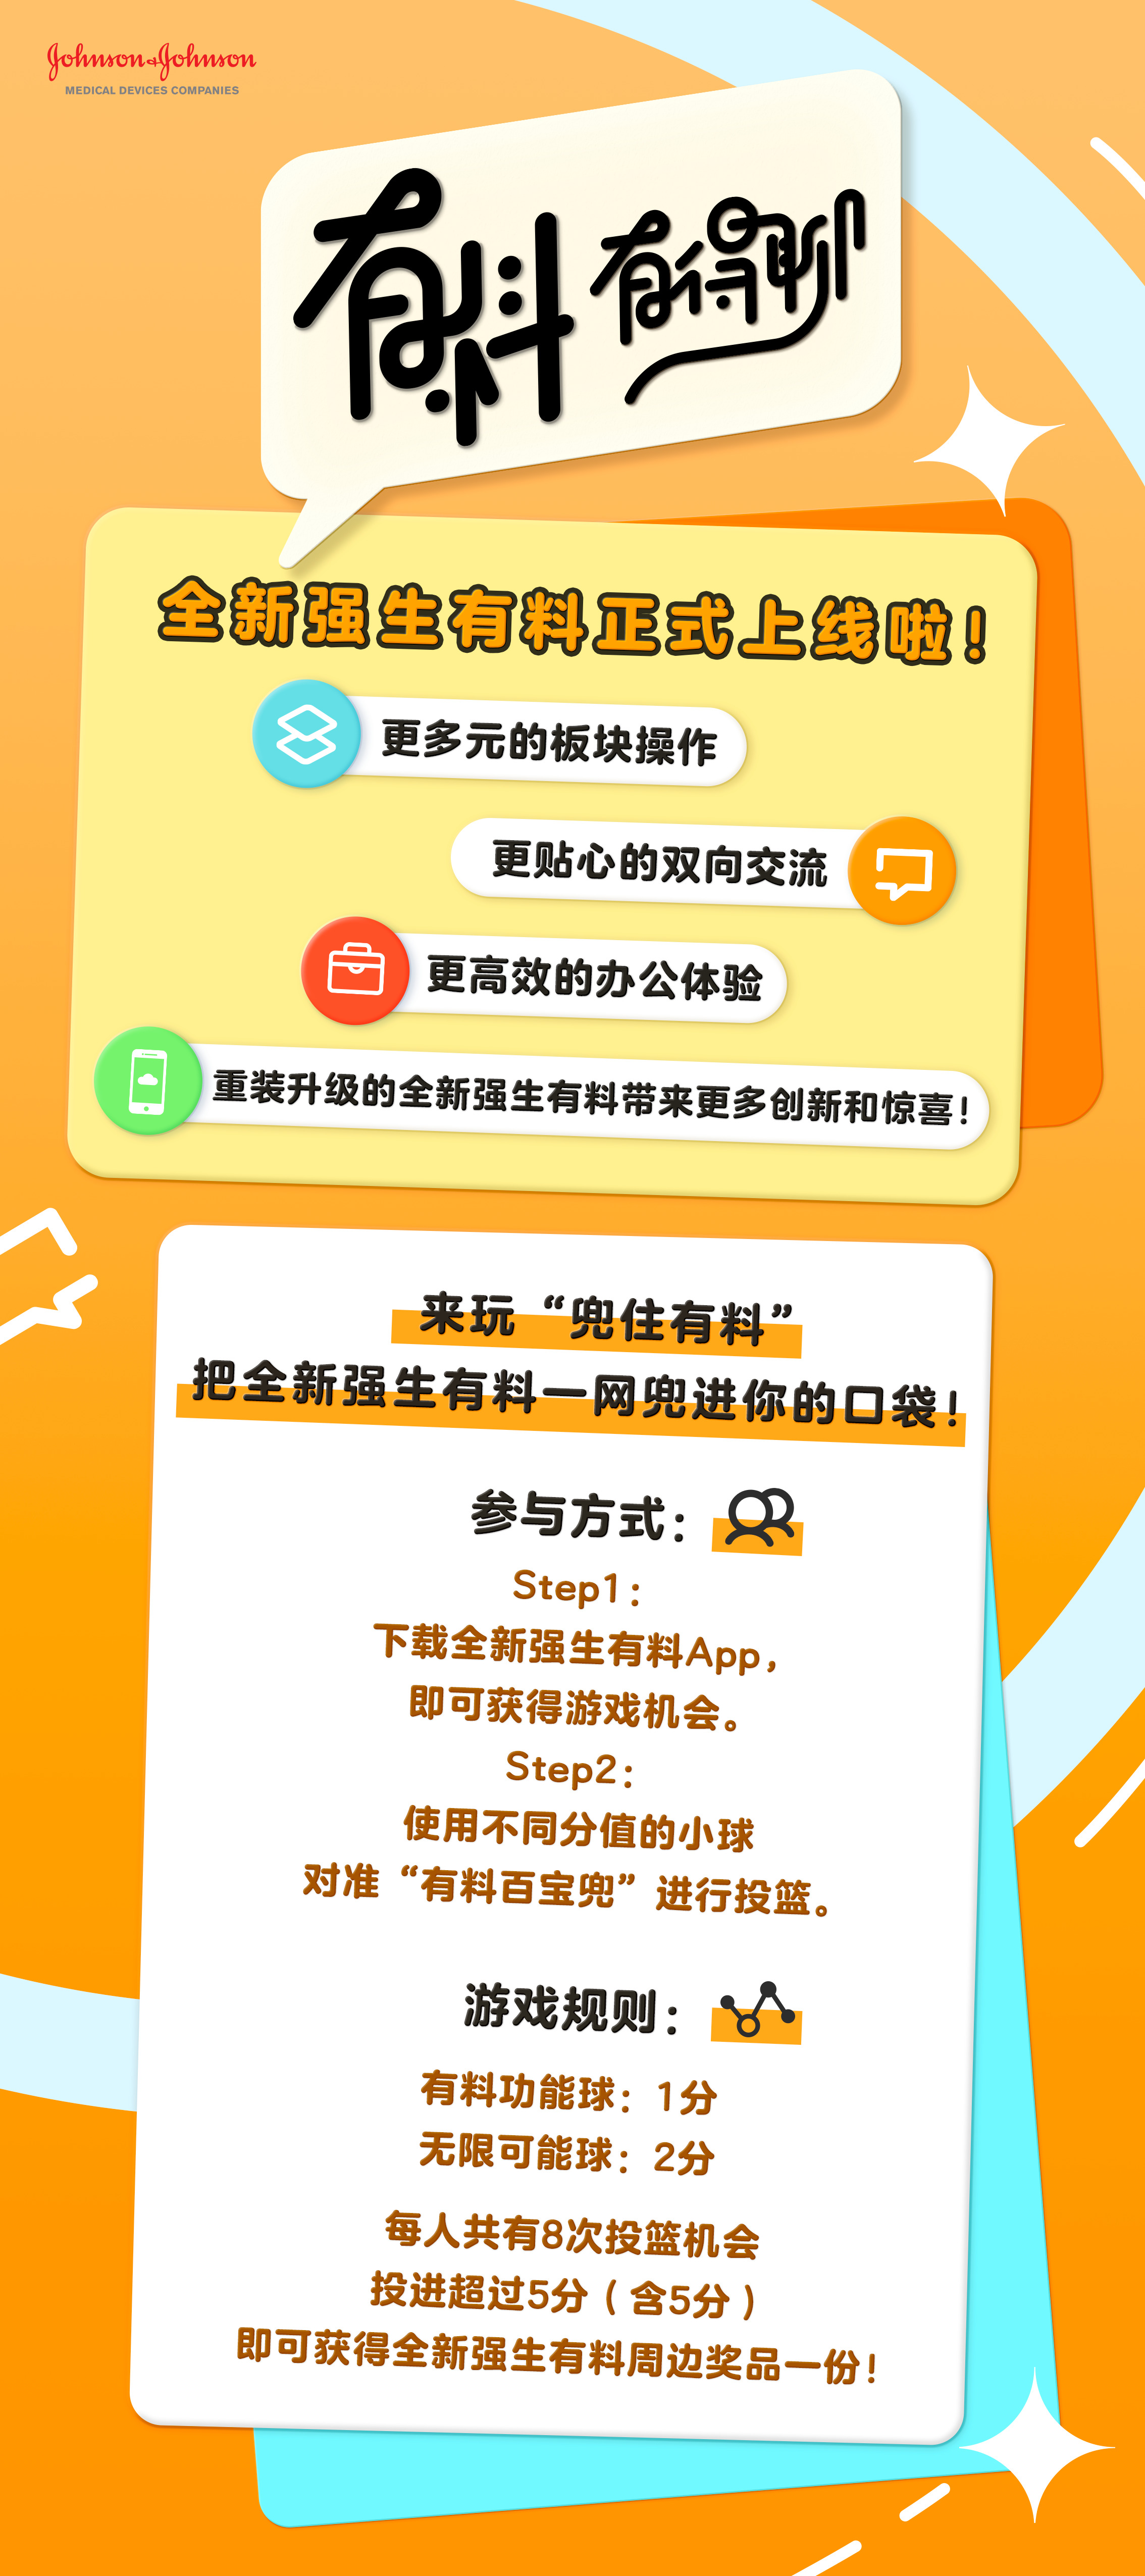 Johnson & Johnson
MEDICAL DEVICES COMPANIES
有料 有得聊
全新强生有料正式上线啦！
更多元的板块操作
更贴心的双向交流
更高效的办公体验
重装升级的全新强生有料带来更多创新和惊喜！
来玩“兜住有料”
把全新强生有料一网兜进你的口袋！
参与方式：
Step1：
下载全新强生有料App，
即可获得游戏机会。
Step2：
使用不同分值的小球
对准“有料百宝兜”进行投篮。
游戏规则：
有料功能球：1分
无限可能球：2分
每人共有8次投篮机会
投进超过5分（含5分）
即可获得全新强生有料周边奖品一份！